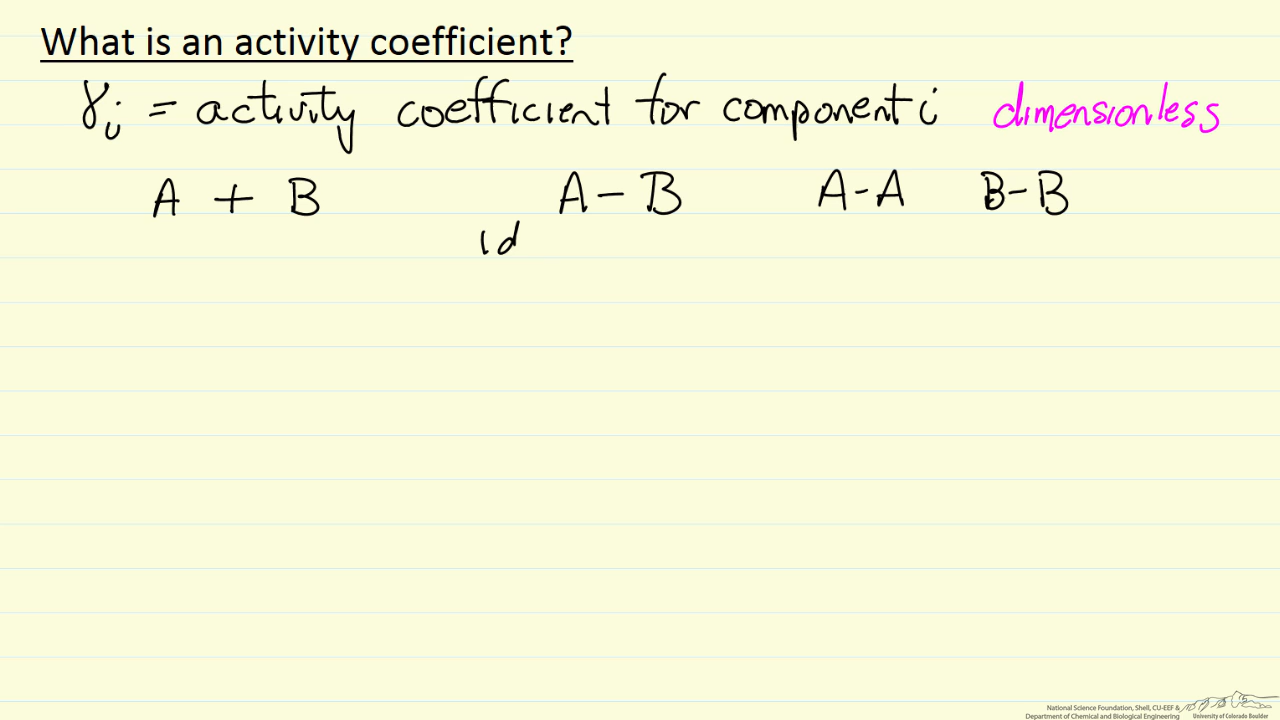 What is an activity coefficient?
γi = activity coefficient for component i dimensionless
A + B A - B A-A B-B
id
National Science Foundation, Shell, CU-EEF &
Department of Chemical and Biological Engineering University of Colorado Boulder